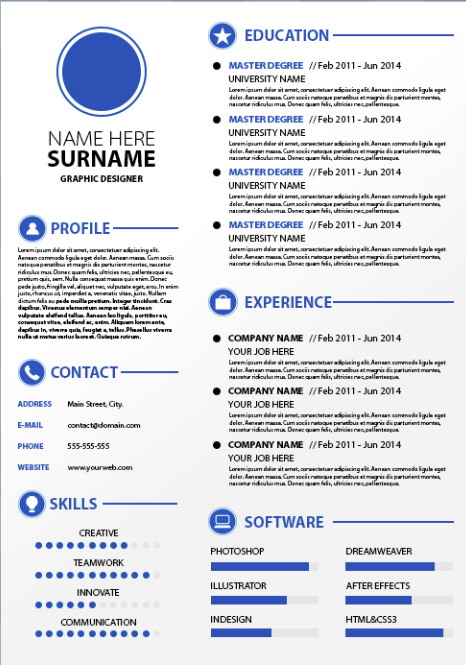 NAME HERE
SURNAME
GRAPHIC DESIGNER
PROFILE
Lorem ipsum dolor sit amet, consectetuer adipiscing elit.
Aenean commodo ligula eget dolor. Aenean massa. Cum sociis
natoque penatibus et magnis dis parturient montes, nascetur
ridiculus mus. Donec quam felis, ultricies nec, pellentesque eu,
pretium quis, sem. Nulla consequat massa quis enim. Donec
pede justo, fringilla vel, aliquet nec, vulputate eget, arcu. In enim
justo, rhoncus ut, imperdiet a, venenatis vitae, justo. Nullam
dictum felis eu pede mollis pretium. Integer tincidunt. Cras
dapibus. Vivamus elementum semper nisi. Aenean
vulputate eleifend tellus. Aenean leo ligula, porttitor eu,
consequat vitae, eleifend ac, enim. Aliquam lorem ante,
dapibus in, viverra quis, feugiat a, tellus. Phasellus viverra
nulla ut metus varius laoreet. Quisque rutrum.
CONTACT
ADDRESS Main Street, City.
E-MAIL contact@domain.com
PHONE 555-555-555
WEBSITE www.yourweb.com
SKILLS
CREATIVE
TEAMWORK
INNOVATE
COMMUNICATION
EDUCATION
MASTER DEGREE // Feb 2011 - Jun 2014
UNIVERSITY NAME
Lorem ipsum dolor sit amet, consectetuer adipiscing elit. Aenean commodo ligula eget
dolor. Aenean massa. Cum sociis natoque penatibus et magnis dis parturient montes,
nascetur ridiculus mus. Donec quam felis, ultricies nec, pellentesque.
MASTER DEGREE // Feb 2011 - Jun 2014
UNIVERSITY NAME
Lorem ipsum dolor sit amet, consectetuer adipiscing elit. Aenean commodo ligula eget
dolor. Aenean massa. Cum sociis natoque penatibus et magnis dis parturient montes,
nascetur ridiculus mus. Donec quam felis, ultricies nec, pellentesque.
MASTER DEGREE // Feb 2011 - Jun 2014
UNIVERSITY NAME
Lorem ipsum dolor sit amet, consectetuer adipiscing elit. Aenean commodo ligula eget
dolor. Aenean massa. Cum sociis natoque penatibus et magnis dis parturient montes,
nascetur ridiculus mus. Donec quam felis, ultricies nec, pellentesque.
MASTER DEGREE // Feb 2011 - Jun 2014
UNIVERSITY NAME
Lorem ipsum dolor sit amet, consectetuer adipiscing elit. Aenean commodo ligula eget
dolor. Aenean massa. Cum sociis natoque penatibus et magnis dis parturient montes,
nascetur ridiculus mus. Donec quam felis, ultricies nec, pellentesque.
EXPERIENCE
COMPANY NAME // Feb 2011 - Jun 2014
YOUR JOB HERE
Lorem ipsum dolor sit amet, consectetuer adipiscing elit. Aenean commodo ligula eget
dolor. Aenean massa. Cum sociis natoque penatibus et magnis dis parturient montes,
nascetur ridiculus mus. Donec quam felis, ultricies nec, pellentesque.
COMPANY NAME // Feb 2011 - Jun 2014
YOUR JOB HERE
Lorem ipsum dolor sit amet, consectetuer adipiscing elit. Aenean commodo ligula eget
dolor. Aenean massa. Cum sociis natoque penatibus et magnis dis parturient montes,
nascetur ridiculus mus. Donec quam felis, ultricies nec, pellentesque.
COMPANY NAME // Feb 2011 - Jun 2014
YOUR JOB HERE
Lorem ipsum dolor sit amet, consectetuer adipiscing elit. Aenean commodo ligula eget
dolor. Aenean massa. Cum sociis natoque penatibus et magnis dis parturient montes,
nascetur ridiculus mus. Donec quam felis, ultricies nec, pellentesque.
SOFTWARE
PHOTOSHOP DREAMWEAVER
ILLUSTRATOR AFTER EFFECTS
INDESIGN HTML&CSS3